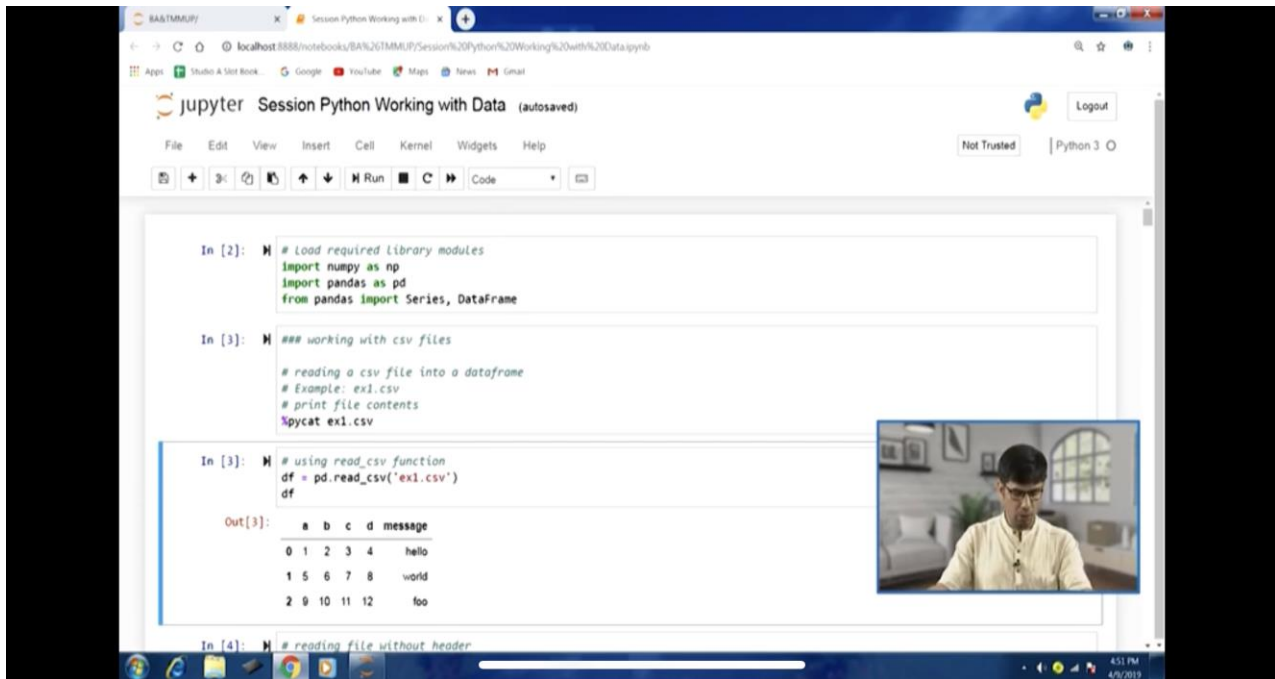 BA&TMMUP/
Session Python Working with D
localhost:8888/notebooks/BA%26TMMUP/Session%20Python%20Working%20with%20Data.ipynb
Apps Studio A Slot Book... Google YouTube Maps News Gmail
jupyter Session Python Working with Data (autosaved)
Logout
File Edit View Insert Cell Kernel Widgets Help
Not Trusted Python 3
Run Code
In [2]: # Load required library modules
import numpy as np
import pandas as pd
from pandas import Series, DataFrame
In [3]: ### working with csv files
# reading a csv file into a dataframe
# Example: ex1.csv
# print file contents
%pycat ex1.csv
In [3]: # using read_csv function
df = pd.read_csv('ex1.csv')
df
Out[3]:
a b c d message
0 1 2 3 4 hello
1 5 6 7 8 world
2 9 10 11 12 foo
In [4]: # reading file without header
4:51 PM
4/9/2019